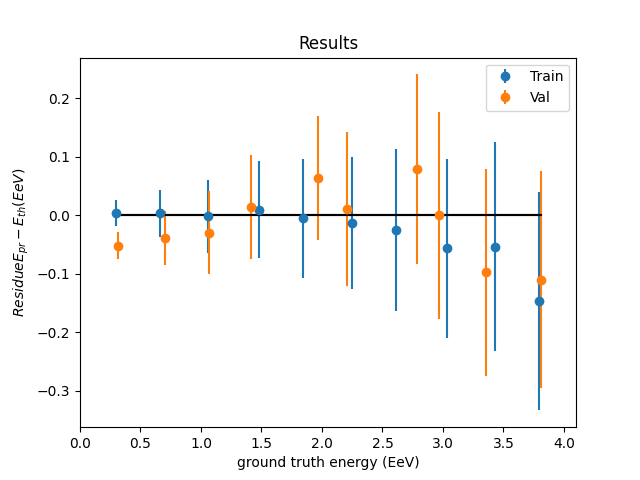 Results
Train
Val
0.2
0.1
0.0
−0.1
−0.2
−0.3
ResidueE_{pr} − E_{th}(EeV)
0.0 0.5 1.0 1.5 2.0 2.5 3.0 3.5 4.0
ground truth energy (EeV)